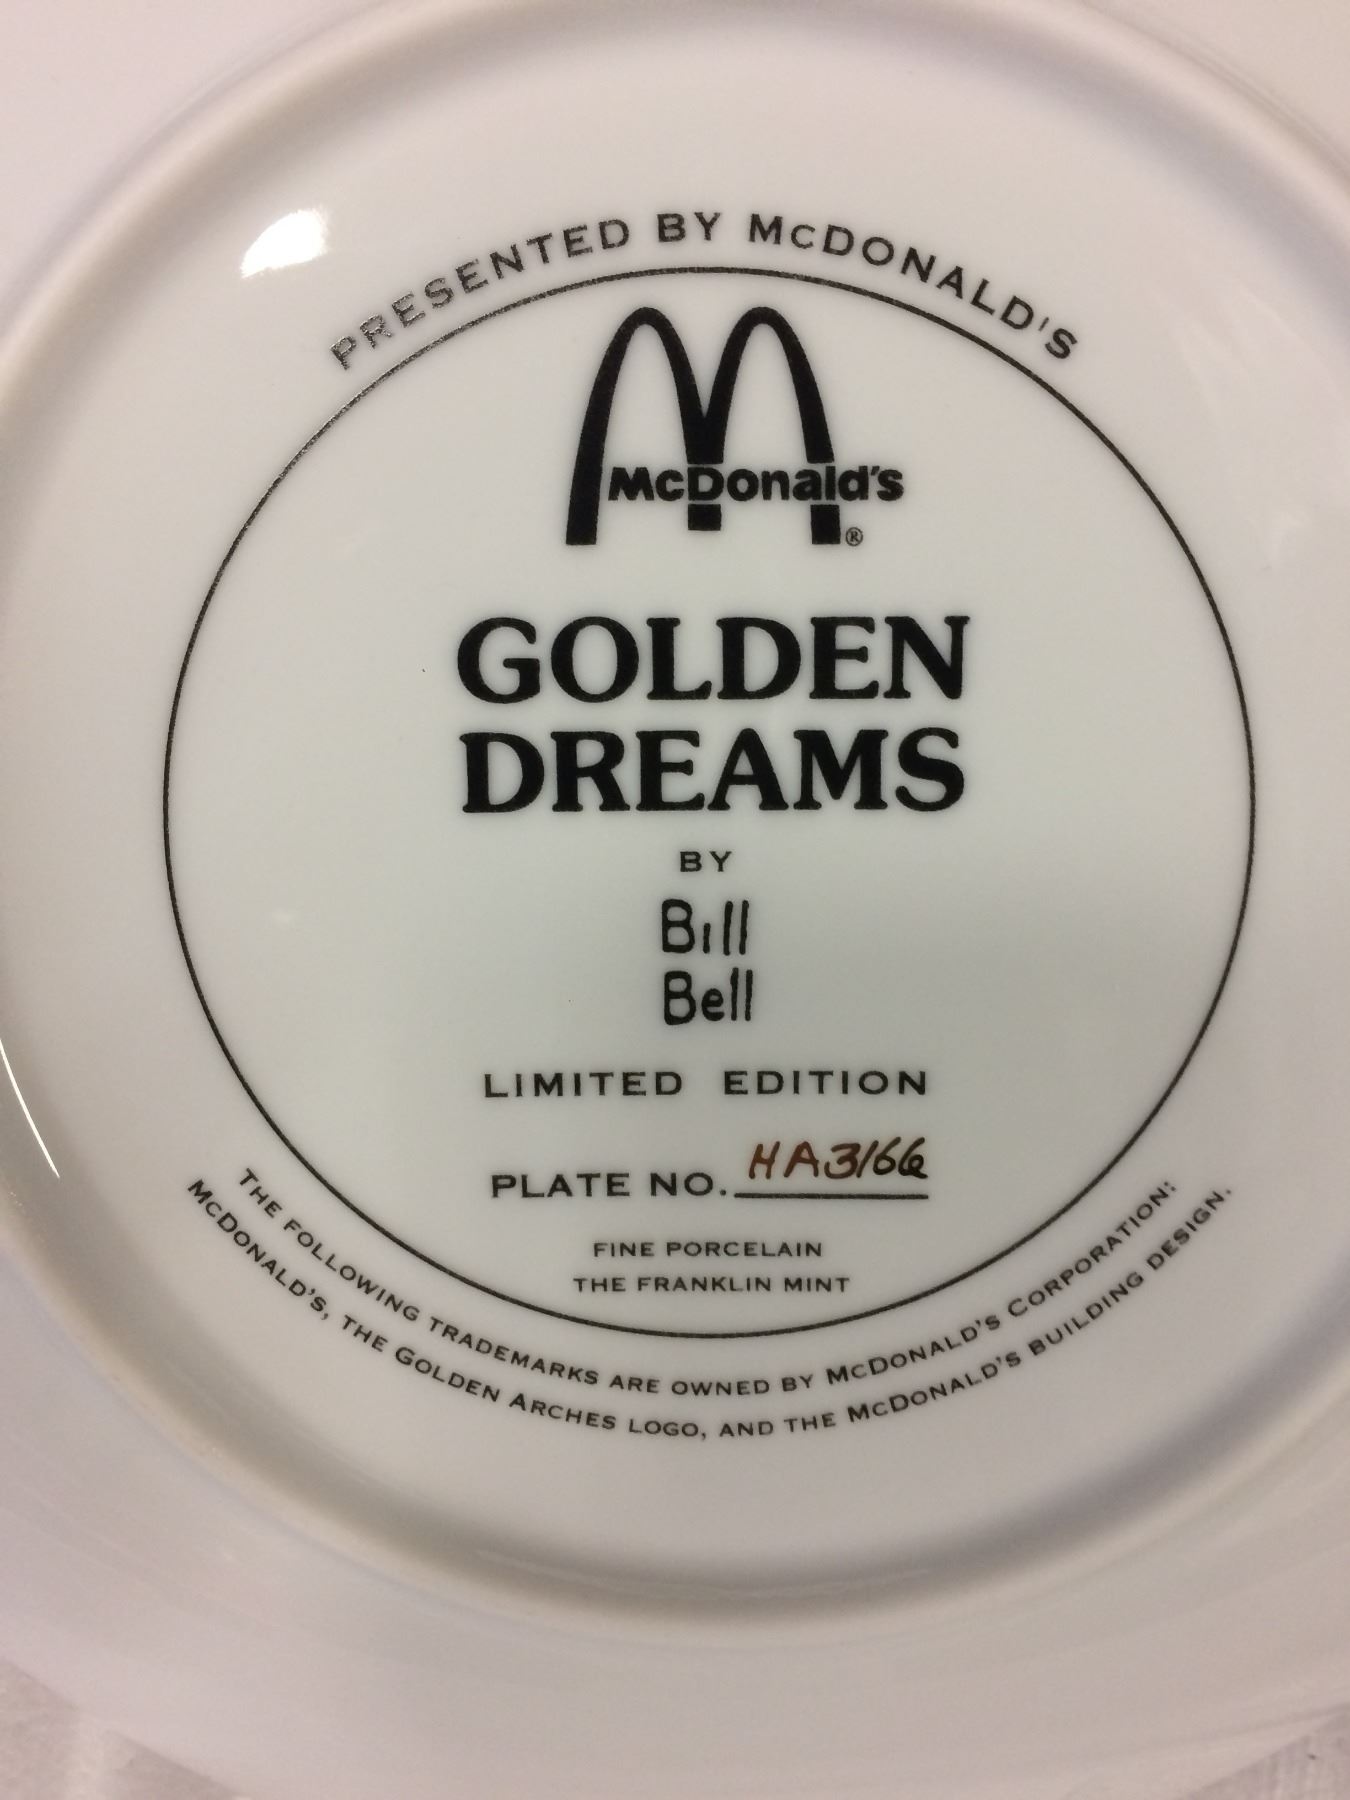 PRESENTED BY McDONALD'S
McDonald's®
GOLDEN
DREAMS
BY
Bill
Bell
LIMITED EDITION
PLATE NO. HA3166
FINE PORCELAIN
THE FRANKLIN MINT
THE FOLLOWING TRADEMARKS ARE OWNED BY McDONALD'S CORPORATION:
McDONALD'S, THE GOLDEN ARCHES LOGO, AND THE McDONALD'S BUILDING DESIGN.